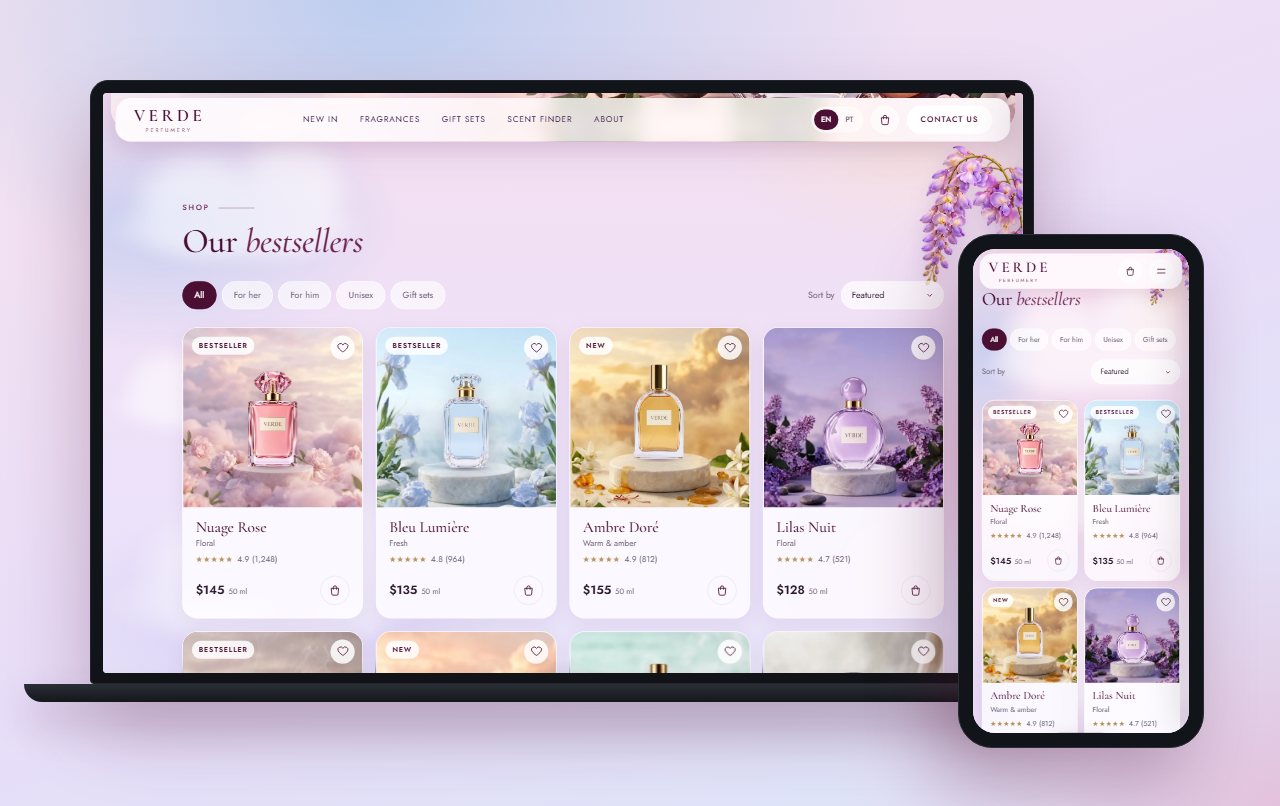 VERDE
PERFUMERY
NEW IN FRAGRANCES GIFT SETS SCENT FINDER ABOUT
EN PT
CONTACT US
SHOP
Our bestsellers
All For her For him Unisex Gift sets
Sort by Featured
BESTSELLER
VERDE
Nuage Rose
Floral
★★★★★ 4.9 (1,248)
$145 50 ml
BESTSELLER
VERDE
Bleu Lumière
Fresh
★★★★★ 4.8 (964)
$135 50 ml
NEW
VERDE
Ambre Doré
Warm & amber
★★★★★ 4.9 (812)
$155 50 ml
VERDE
Lilas Nuit
Floral
★★★★★ 4.7 (521)
$128 50 ml
BESTSELLER
NEW
VERDE
PERFUMERY
Our bestsellers
All For her For him Unisex Gift sets
Sort by Featured
BESTSELLER
Nuage Rose
Floral
★★★★★ 4.9 (1,248)
$145 50 ml
BESTSELLER
Bleu Lumière
Fresh
★★★★★ 4.8 (964)
$135 50 ml
NEW
Ambre Doré
Warm & amber
★★★★★ 4.9 (812)
Lilas Nuit
Floral
★★★★★ 4.7 (521)